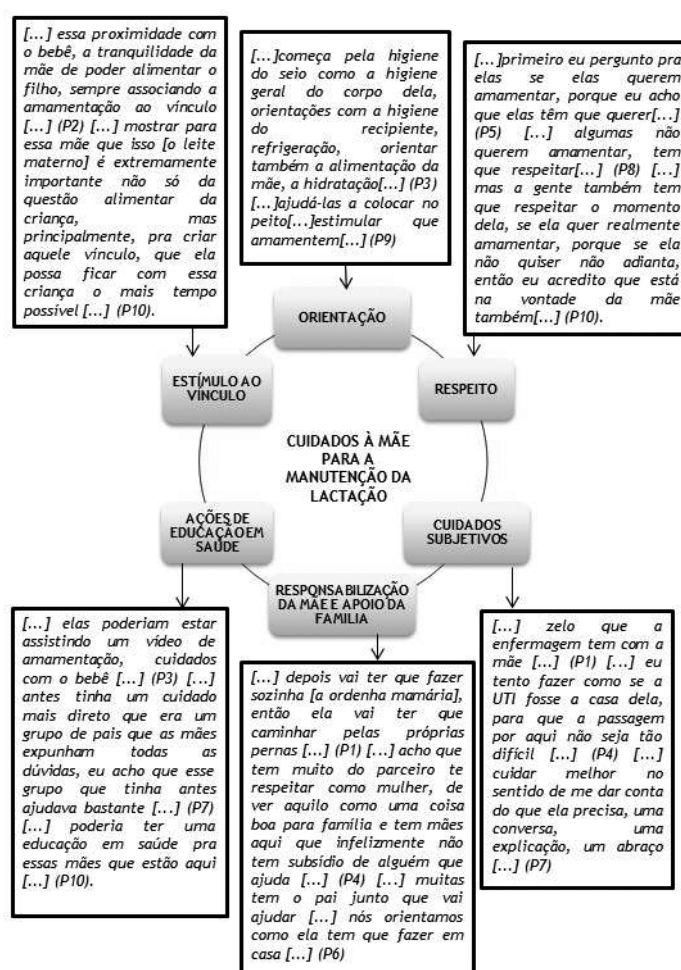 [...] essa proximidade com
o bebê, a tranquilidade da
mãe de poder alimentar o
filho, sempre associando a
amamentação ao vínculo
[...] (P2) [...] mostrar para
essa mãe que isso [o leite
materno] é extremamente
importante não só da
questão alimentar da
criança, mas
principalmente, pra criar
aquele vínculo, que ela
possa ficar com essa
criança o mais tempo
possível [...] (P10).
[...]começa pela higiene
do seio como a higiene
geral do corpo dela,
orientações com a higiene
do recipiente,
refrigeração, orientar
também a alimentação da
mãe, a hidratação[...] (P3)
[...]ajudá-las a colocar no
peito[...]estimular que
amamentem[...] (P9)
[...]primeiro eu pergunto pra
elas se elas querem
amamentar, porque eu acho
que elas têm que querer[...]
(P5) [...] algumas não
querem amamentar, tem
que respeitar[...] (P8) [...]
mas a gente também tem
que respeitar o momento
dela, se ela quer realmente
amamentar, porque se ela
não quiser não adianta,
então eu acredito que está
na vontade da mãe
também[...] (P10).
ORIENTAÇÃO
ESTÍMULO AO
VÍNCULO
RESPEITO
CUIDADOS À MÃE
PARA A
MANUTENÇÃO DA
LACTAÇÃO
AÇÕES DE
EDUCAÇÃO EM
SAÚDE
CUIDADOS
SUBJETIVOS
RESPONSABILIZAÇÃO
DA MÃE E APOIO DA
FAMILIA
[...] elas poderiam estar
assistindo um vídeo de
amamentação, cuidados
com o bebê [...] (P3) [...]
antes tinha um cuidado
mais direto que era um
grupo de pais que as mães
expunham todas as
dúvidas, eu acho que esse
grupo que tinha antes
ajudava bastante [...] (P7)
[...] poderia ter uma
educação em saúde pra
essas mães que estão aqui
[...] (P10).
[...] depois vai ter que fazer
sozinha [a ordenha mamária],
então ela vai ter que
caminhar pelas próprias
pernas [...] (P1) [...] acho que
tem muito do parceiro te
respeitar como mulher, de
ver aquilo como uma coisa
boa para família e tem mães
aqui que infelizmente não
tem subsídio de alguém que
ajuda [...] (P4) [...] muitas
tem o pai junto que vai
ajudar [...] nós orientamos
como ela tem que fazer em
casa [...] (P6)
[...] zelo que a
enfermagem tem com a
mãe [...] (P1) [...] eu
tento fazer como se a
UTI fosse a casa dela,
para que a passagem
por aqui não seja tão
difícil [...] (P4) [...]
cuidar melhor no
sentido de me dar conta
do que ela precisa, uma
conversa, uma
explicação, um abraço
[...] (P7)